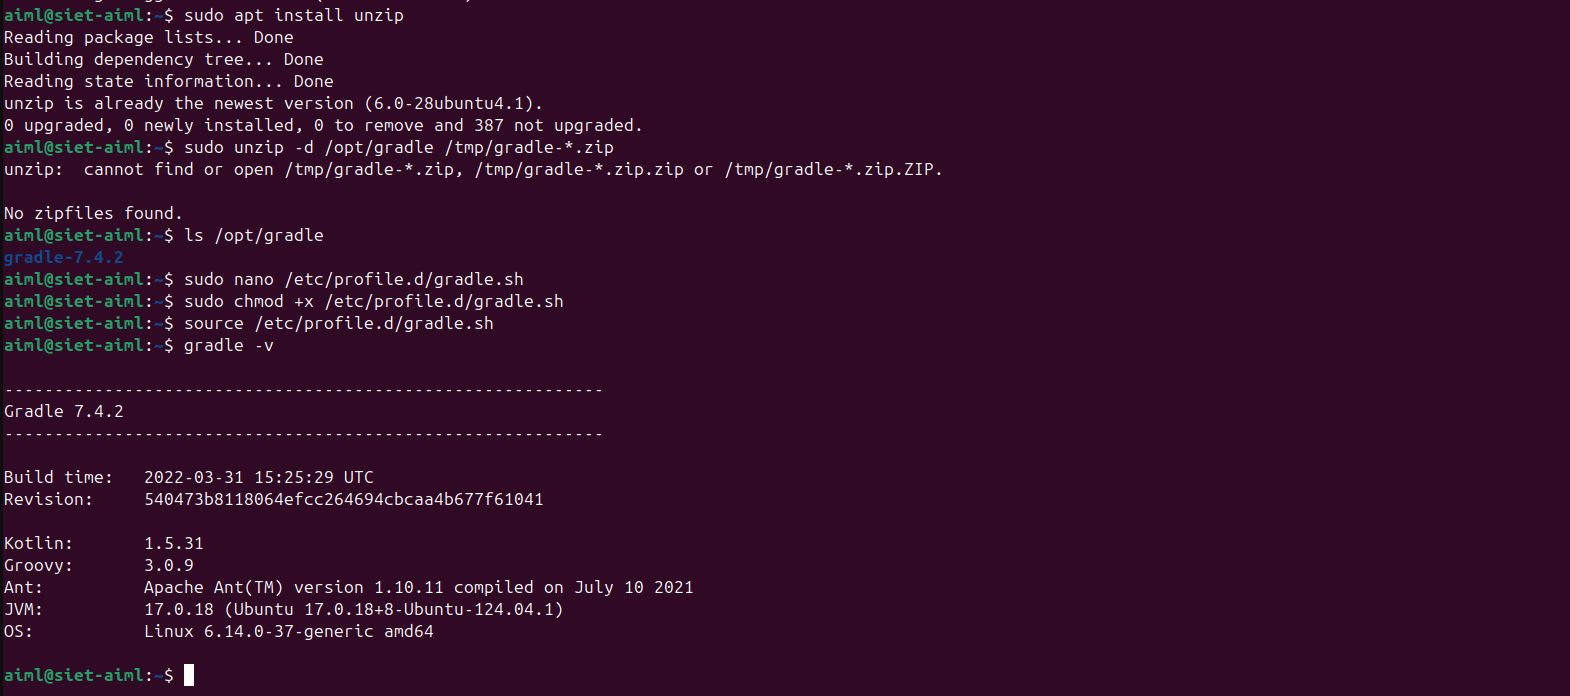 aiml@siet-aiml:~$ sudo apt install unzip
Reading package lists... Done
Building dependency tree... Done
Reading state information... Done
unzip is already the newest version (6.0-28ubuntu4.1).
0 upgraded, 0 newly installed, 0 to remove and 387 not upgraded.
aiml@siet-aiml:~$ sudo unzip -d /opt/gradle /tmp/gradle-*.zip
unzip:  cannot find or open /tmp/gradle-*.zip, /tmp/gradle-*.zip.zip or /tmp/gradle-*.zip.ZIP.
No zipfiles found.
aiml@siet-aiml:~$ ls /opt/gradle
gradle-7.4.2
aiml@siet-aiml:~$ sudo nano /etc/profile.d/gradle.sh
aiml@siet-aiml:~$ sudo chmod +x /etc/profile.d/gradle.sh
aiml@siet-aiml:~$ source /etc/profile.d/gradle.sh
aiml@siet-aiml:~$ gradle -v
------------------------------------------------------------
Gradle 7.4.2
------------------------------------------------------------
Build time:   2022-03-31 15:25:29 UTC
Revision:     540473b8118064efcc264694cbcaa4b677f61041
Kotlin:       1.5.31
Groovy:       3.0.9
Ant:          Apache Ant(TM) version 1.10.11 compiled on July 10 2021
JVM:          17.0.18 (Ubuntu 17.0.18+8-Ubuntu-124.04.1)
OS:           Linux 6.14.0-37-generic amd64
aiml@siet-aiml:~$